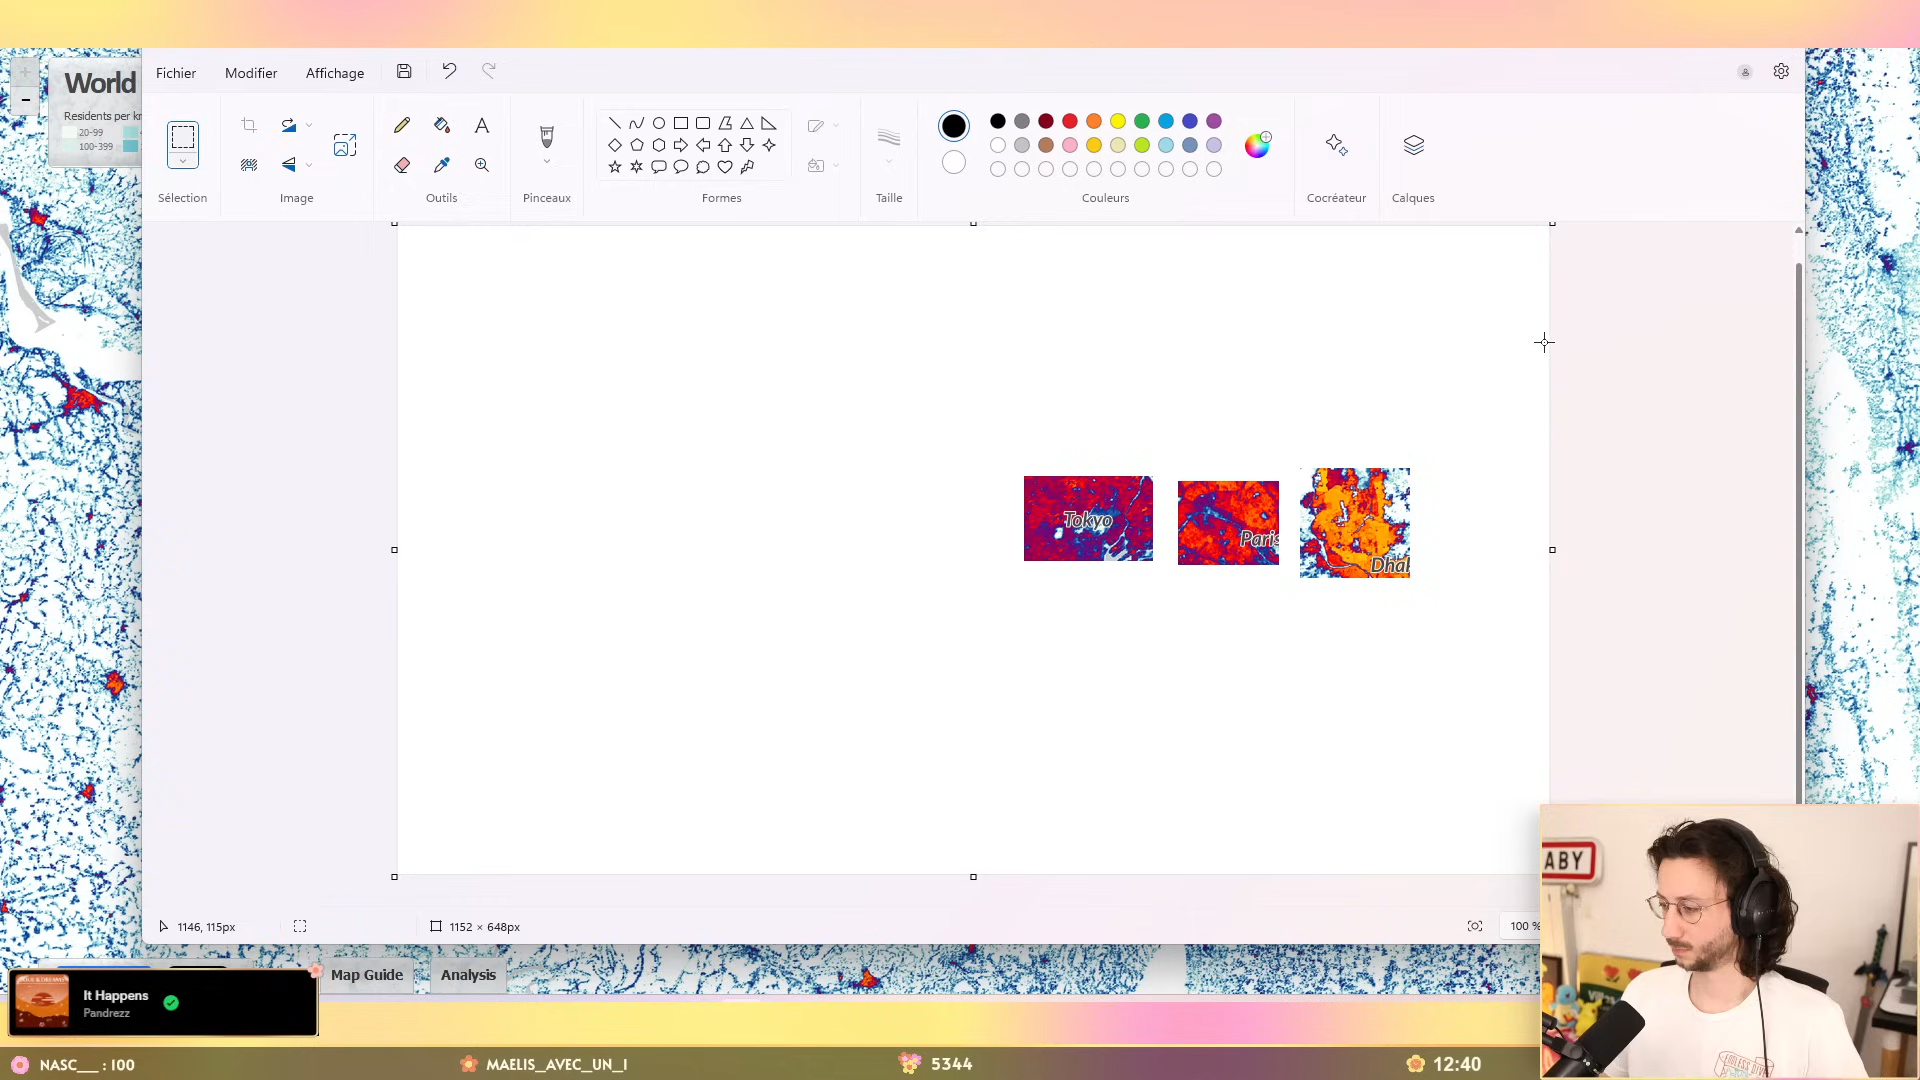 World
Residents per k
20-99
100-399
Fichier
Modifier
Affichage
Sélection
Image
Outils
Pinceaux
Formes
Taille
Couleurs
Cocréateur
Calques
Tokyo
Paris
Dhak
1146, 115px
1152 × 648px
100 %
ABY
Map Guide
Analysis
It Happens
Pandrezz
NASC___ : 100
MAELIS_AVEC_UN_I
5344
12:40